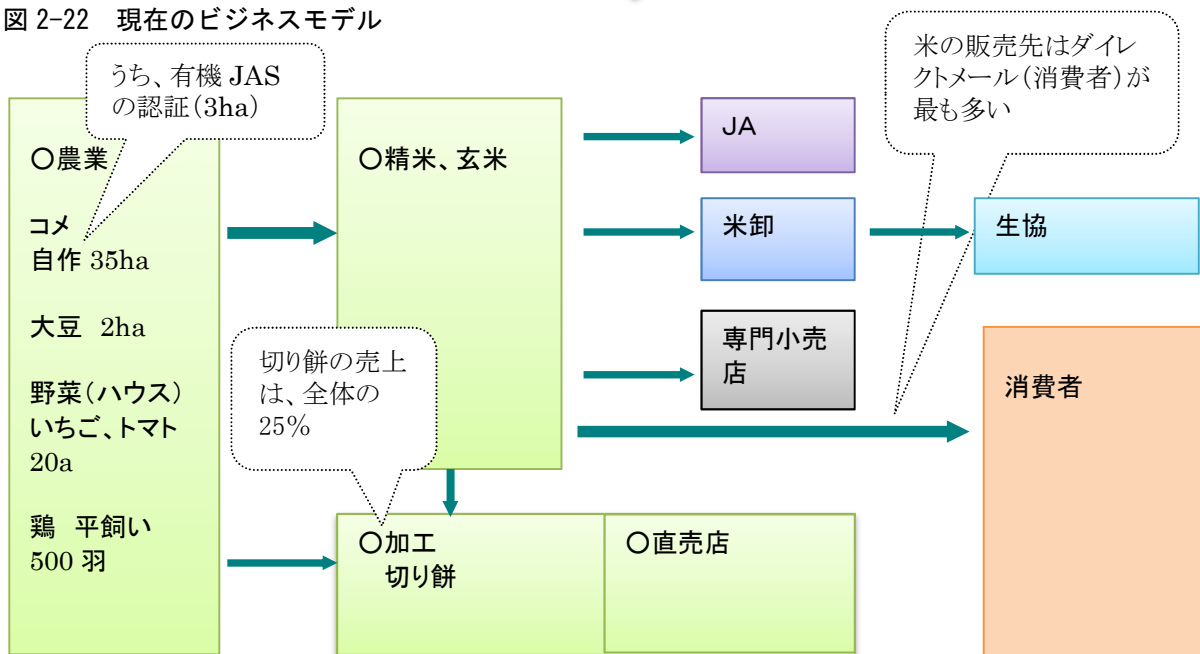 図 2-22　現在のビジネスモデル
うち、有機 JAS
の認証(3ha)
米の販売先はダイレ
クトメール(消費者)が
最も多い
〇農業
コメ
自作 35ha
大豆　2ha
野菜(ハウス)
いちご、トマト
20a
鶏　平飼い
500 羽
〇精米、玄米
切り餅の売上
は、全体の
25%
JA
米卸
専門小売
店
生協
消費者
〇加工
切り餅
〇直売店